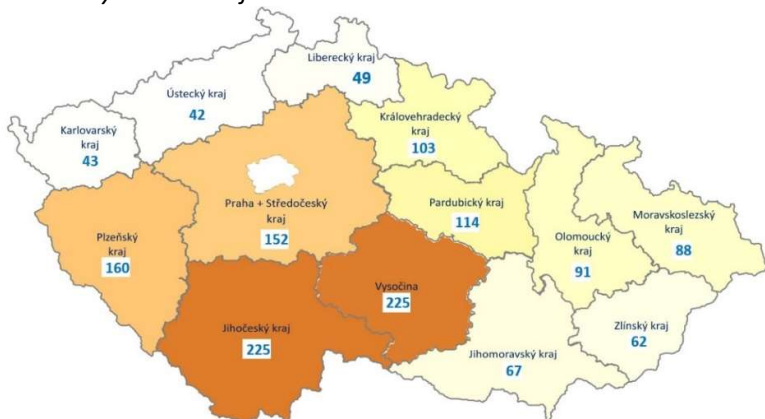 Liberecký kraj
49
Ústecký kraj
42
Karlovarský
kraj
43
Královehradecký
kraj
103
Praha + Středočeský
kraj
152
Pardubický kraj
114
Moravskoslezský
kraj
88
Olomoucký
kraj
91
Plzeňský
kraj
160
Vysočina
225
Jihočeský kraj
225
Zlínský kraj
62
Jihomoravský kraj
67